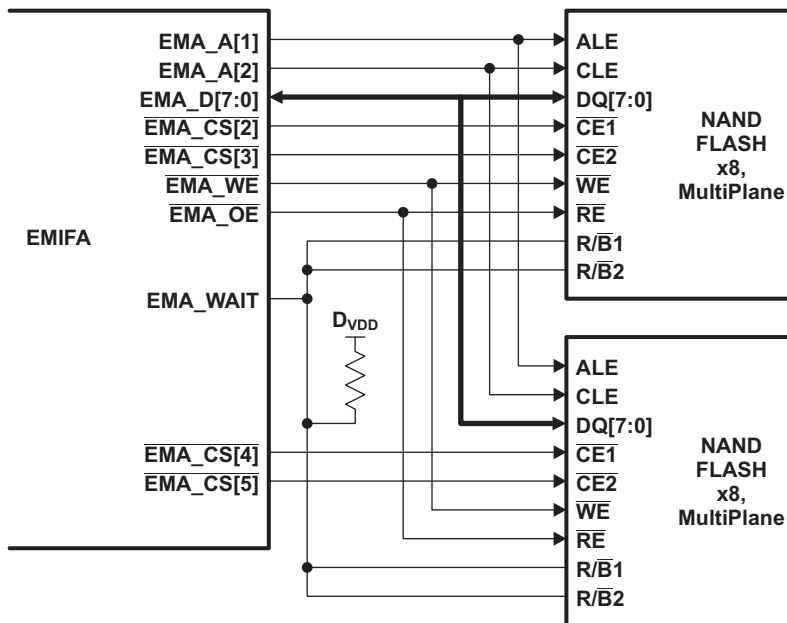 EMIFA
EMA_A[1]
EMA_A[2]
EMA_D[7:0]
EMA_CS[2]
EMA_CS[3]
EMA_WE
EMA_OE
EMA_WAIT
EMA_CS[4]
EMA_CS[5]
DVDD
ALE
CLE
DQ[7:0]
CE1
CE2
WE
RE
R/B1
R/B2
NAND
FLASH
x8,
MultiPlane
ALE
CLE
DQ[7:0]
CE1
CE2
WE
RE
R/B1
R/B2
NAND
FLASH
x8,
MultiPlane